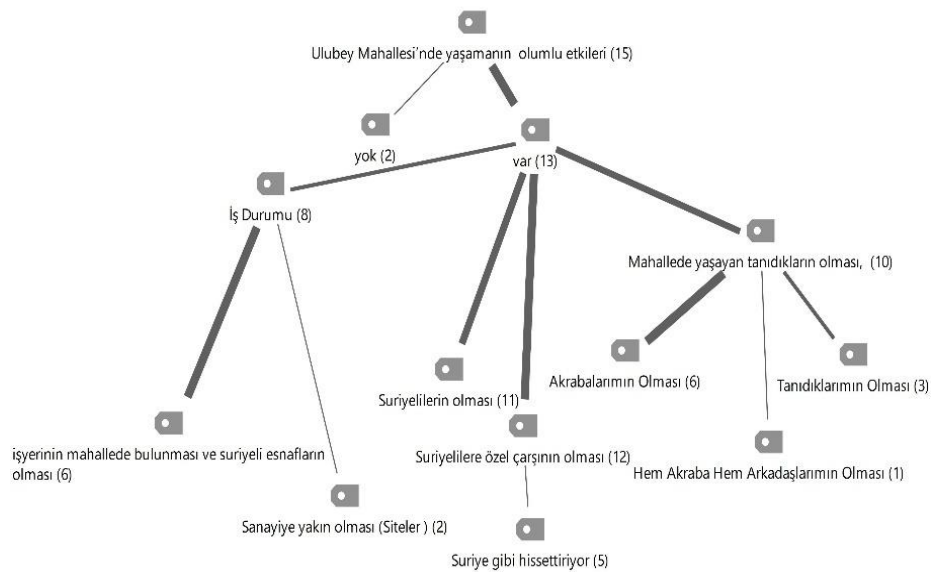 Ulubey Mahallesi'nde yaşamanın olumlu etkileri (15)
yok (2)
var (13)
İş Durumu (8)
Mahallede yaşayan tanıdıkların olması, (10)
Suriyelilerin olması (11)
Akrabalarımın Olması (6)
Tanıdıklarımın Olması (3)
işyerinin mahallede bulunması ve suriyeli esnafların
olması (6)
Suriyelilere özel çarşının olması (12)
Hem Akraba Hem Arkadaşlarımın Olması (1)
Sanayiye yakın olması (Siteler ) (2)
Suriye gibi hissettiriyor (5)